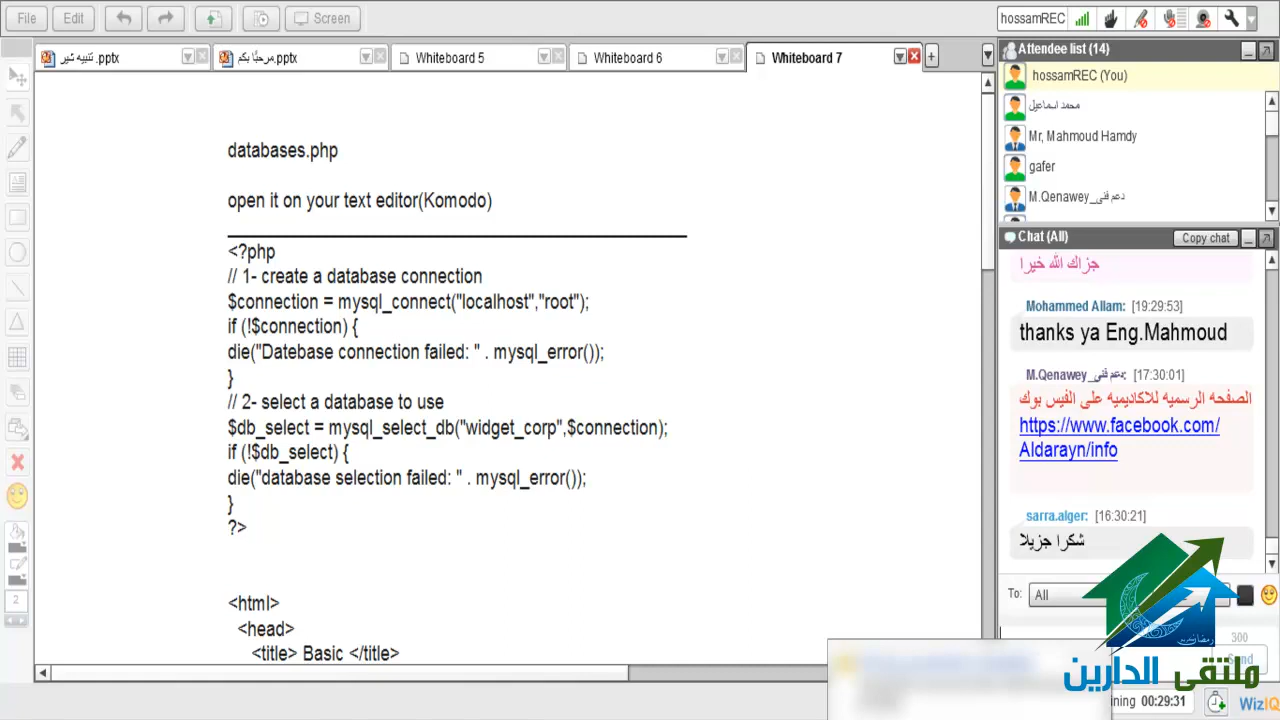 File
Edit
Screen
hossamREC
تنبيه شير.pptx
مرحبًا بكم.pptx
Whiteboard 5
Whiteboard 6
Whiteboard 7
databases.php
open it on your text editor(Komodo)
<?php
// 1- create a database connection
$connection = mysql_connect("localhost","root");
if (!$connection) {
die("Datebase connection failed: " . mysql_error());
}
// 2- select a database to use
$db_select = mysql_select_db("widget_corp",$connection);
if (!$db_select) {
die("database selection failed: " . mysql_error());
}
?>
<html>
<head>
<title> Basic </title>
2
Attendee list (14)
hossamREC (You)
محمد اسماعيل
Mr, Mahmoud Hamdy
gafer
M.Qenawey_دعم فنى
Chat (All)
Copy chat
جزاك الله خيرا
Mohammed Allam: [19:29:53]
thanks ya Eng.Mahmoud
M.Qenawey_دعم فنى: [17:30:01]
الصفحه الرسميه للاكاديميه على الفيس بوك
https://www.facebook.com/
Aldarayn/info
sarra.alger: [16:30:21]
شكرا جزيلا
To:
All
300
Send
ملتقى الدارين
ining 00:29:31
WizIQ